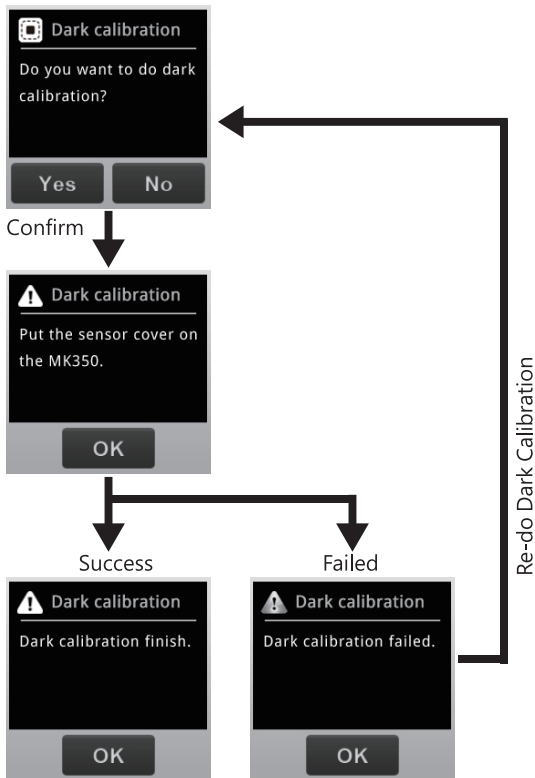 Dark calibration
Do you want to do dark
calibration?
Yes No
Confirm
Dark calibration
Put the sensor cover on
the MK350.
OK
Re-do Dark Calibration
Success
Failed
Dark calibration
Dark calibration finish.
OK
Dark calibration
Dark calibration failed.
OK